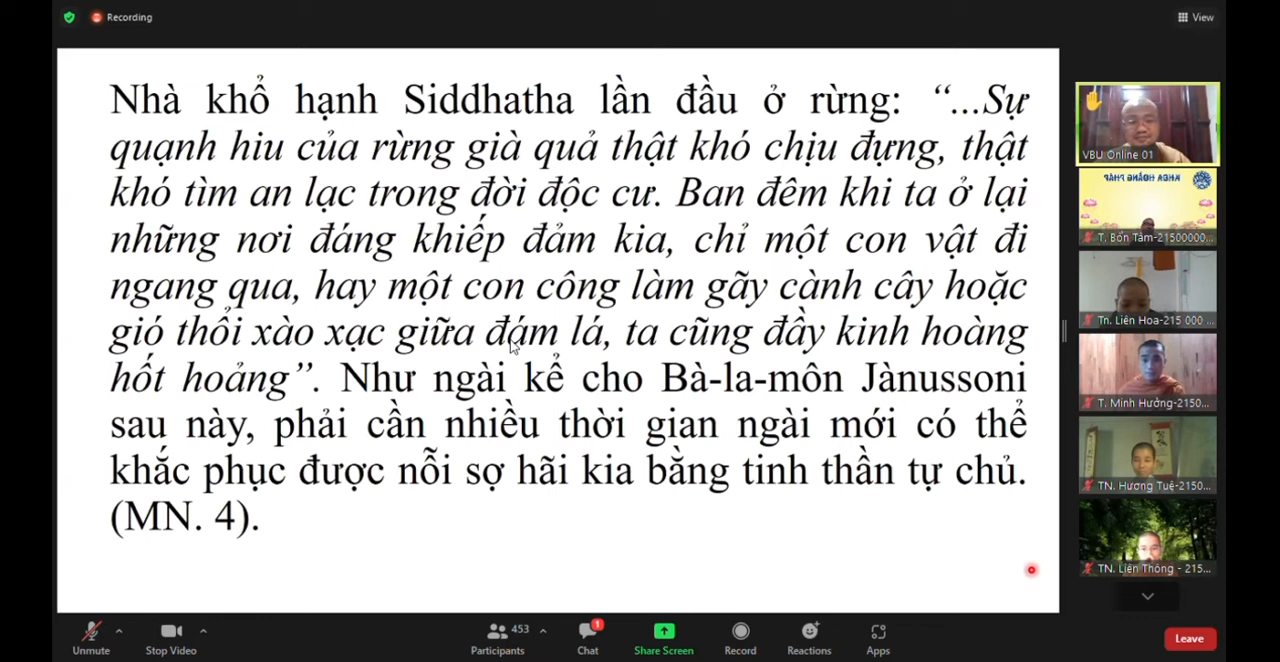 Recording
View
Nhà khổ hạnh Siddhatha lần đầu ở rừng: “...Sự
quạnh hiu của rừng già quả thật khó chịu đựng, thật
khó tìm an lạc trong đời độc cư. Ban đêm khi ta ở lại
những nơi đáng khiếp đảm kia, chỉ một con vật đi
ngang qua, hay một con công làm gãy cành cây hoặc
gió thổi xào xạc giữa đám lá, ta cũng đầy kinh hoàng
hốt hoảng”. Như ngài kể cho Bà-la-môn Jànussoni
sau này, phải cần nhiều thời gian ngài mới có thể
khắc phục được nỗi sợ hãi kia bằng tinh thần tự chủ.
(MN. 4).
VBU Online 01
KHOA HOẰNG PHÁP
T. Bổn Tâm-21500000...
Tn. Liên Hoa-215 000 ...
T. Minh Hưởng-2150...
TN. Hương Tuệ-2150...
TN. Liên Thông - 215...
Unmute
Stop Video
453
Participants
1
Chat
Share Screen
Record
Reactions
Apps
Leave